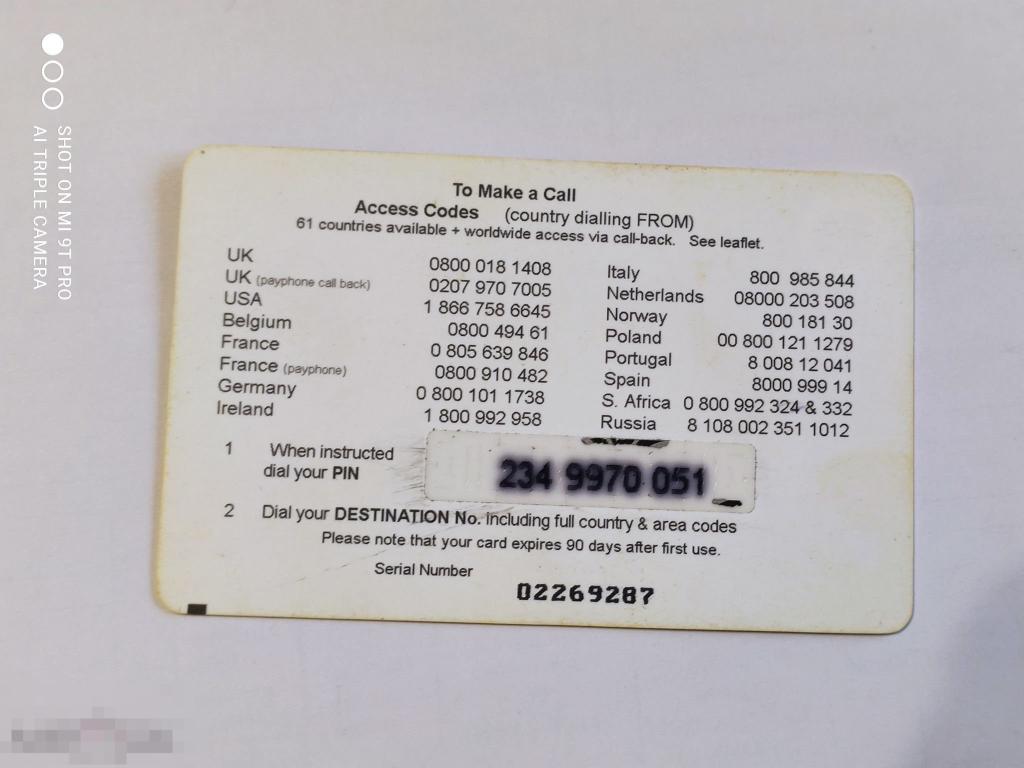 SHOT ON MI 9T PRO
AI TRIPLE CAMERA
To Make a Call
Access Codes (country dialling FROM)
61 countries available + worldwide access via call-back. See leaflet.
UK 0800 018 1408
UK (payphone call back) 0207 970 7005
USA 1 866 758 6645
Belgium 0800 494 61
France 0 805 639 846
France (payphone) 0800 910 482
Germany 0 800 101 1738
Ireland 1 800 992 958
Italy 800 985 844
Netherlands 08000 203 508
Norway 800 181 30
Poland 00 800 121 1279
Portugal 8 008 12 041
Spain 8000 999 14
S. Africa 0 800 992 324 & 332
Russia 8 108 002 351 1012
1 When instructed
dial your PIN
234 9970 051
2 Dial your DESTINATION No. including full country & area codes
Please note that your card expires 90 days after first use.
Serial Number
02269287